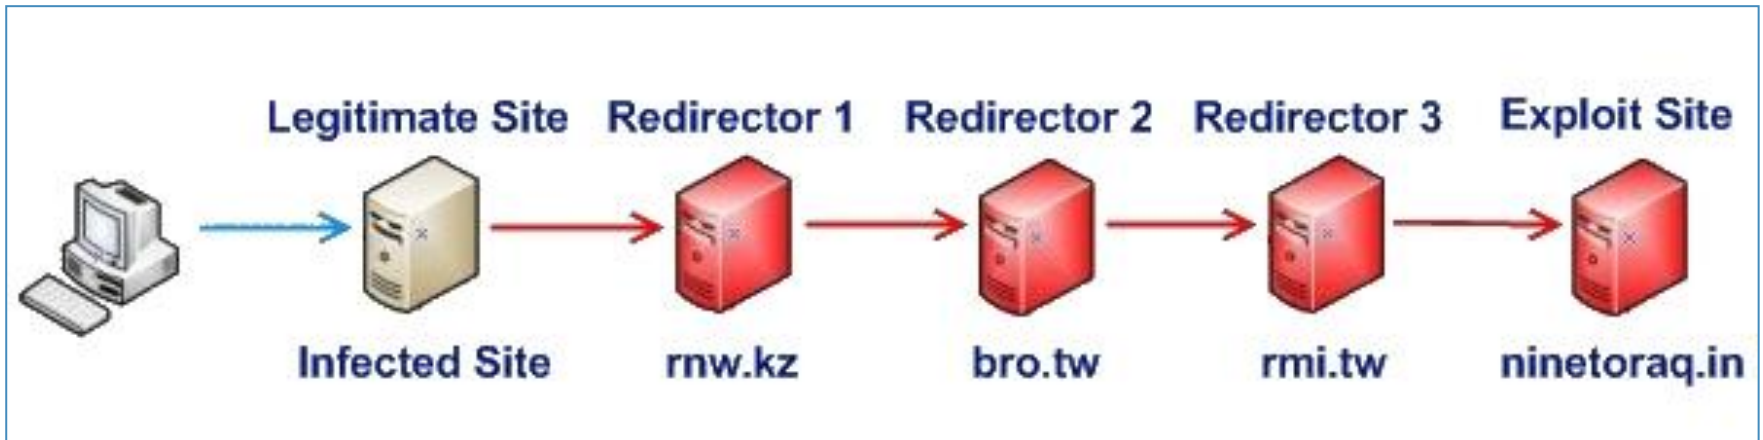 Legitimate Site Redirector 1 Redirector 2 Redirector 3 Exploit Site
Infected Site rnw.kz bro.tw rmi.tw ninetoraq.in